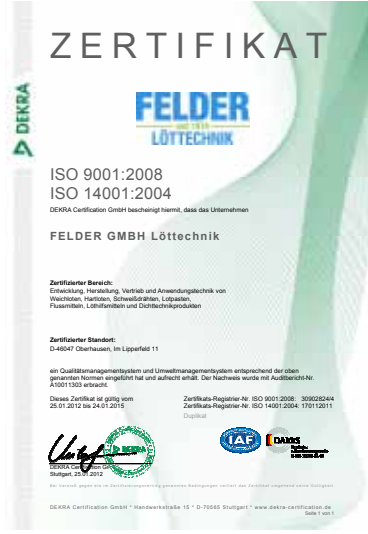 ZERTIFIKAT
DEKRA
FELDER
LÖTTECHNIK
ISO 9001:2008
ISO 14001:2004
DEKRA Certification GmbH bescheinigt hiermit, dass das Unternehmen
FELDER GMBH Löttechnik
Zertifizierter Bereich:
Entwicklung, Herstellung, Vertrieb und Anwendungstechnik von
Weichloten, Hartloten, Schweißdrähten, Lotpasten,
Flussmitteln, Löthilfsmitteln und Dichttechnikprodukten
Zertifizierter Standort:
D-46047 Oberhausen, Im Lipperfeld 11
ein Qualitätsmanagementsystem und Umweltmanagementsystem entsprechend der oben
genannten Normen eingeführt hat und aufrecht erhält. Der Nachweis wurde mit Auditbericht-Nr.
A10011303 erbracht.
Dieses Zertifikat ist gültig vom
25.01.2012 bis 24.01.2015
Zertifikats-Registrier-Nr. ISO 9001:2008: 30902824/4
Zertifikats-Registrier-Nr. ISO 14001:2004: 170112011
Duplikat
DEKRA
IAF
DAkkS
DEKRA Certification
Stuttgart, 25.01.2012
DEKRA Certification GmbH * Handwerkstraße 15 * D-70565 Stuttgart * www.dekra-certification.de
Seite 1 von 1